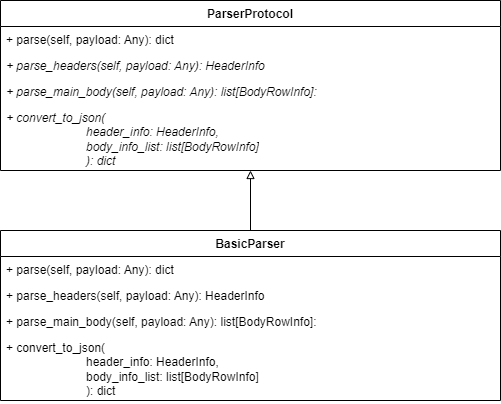 ParserProtocol
+ parse(self, payload: Any): dict
+ parse_headers(self, payload: Any): HeaderInfo
+ parse_main_body(self, payload: Any): list[BodyRowInfo]:
+ convert_to_json(
header_info: HeaderInfo,
body_info_list: list[BodyRowInfo]
): dict
BasicParser
+ parse(self, payload: Any): dict
+ parse_headers(self, payload: Any): HeaderInfo
+ parse_main_body(self, payload: Any): list[BodyRowInfo]:
+ convert_to_json(
header_info: HeaderInfo,
body_info_list: list[BodyRowInfo]
): dict